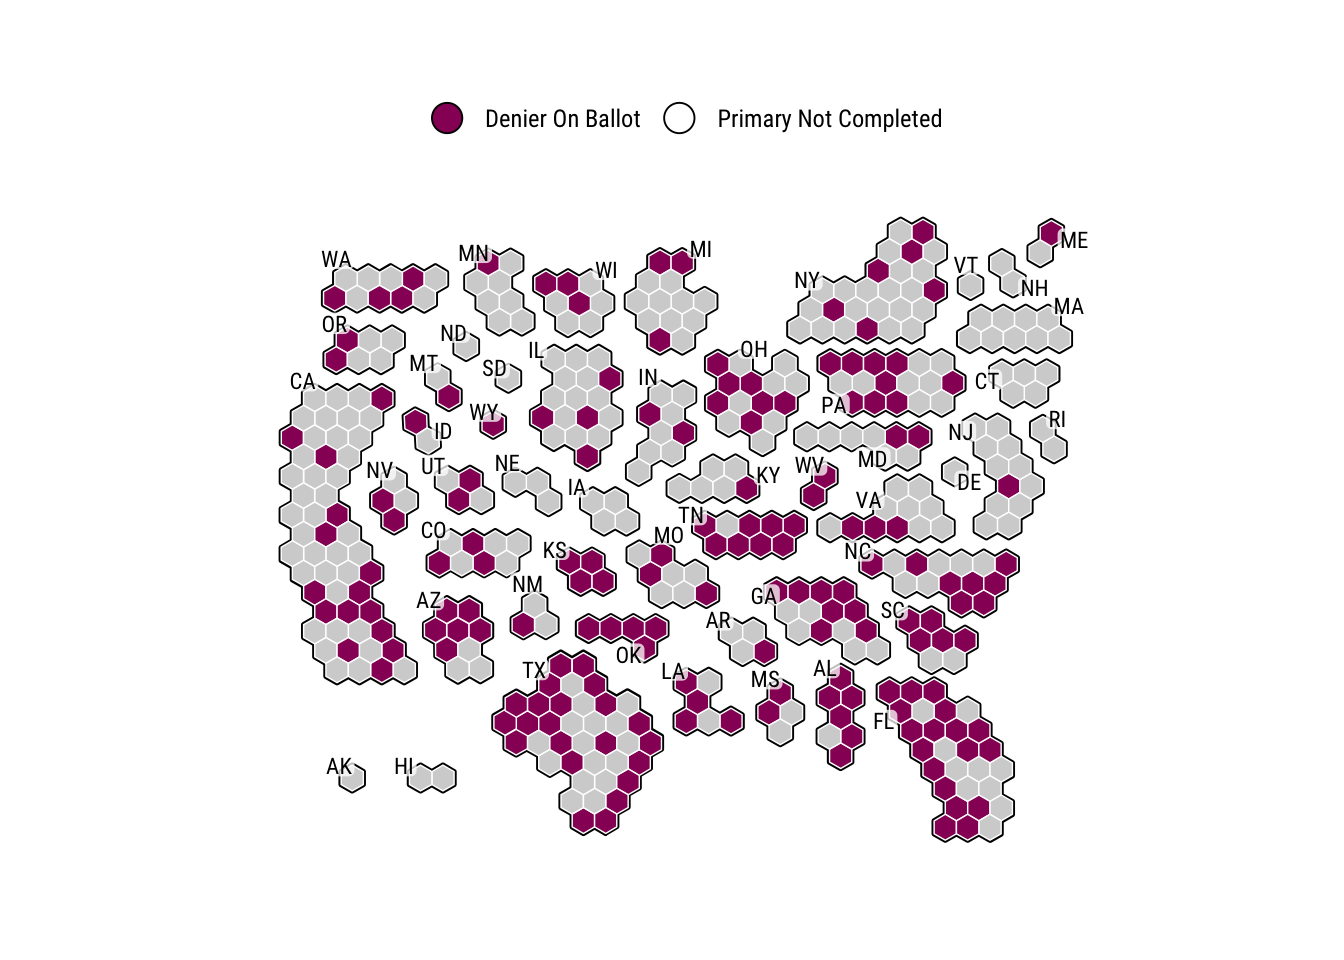 Denier On Ballot
Primary Not Completed
ME
WA
MN
WI
MI
NY
VT
NH
MA
OR
ND
IL
OH
MT
SD
IN
CT
CA
WY
PA
ID
RI
NJ
MD
NV
UT
NE
IA
KY
WV
DE
VA
TN
CO
KS
MO
NC
NM
AZ
GA
SC
AR
OK
TX
LA
MS
AL
FL
AK
HI